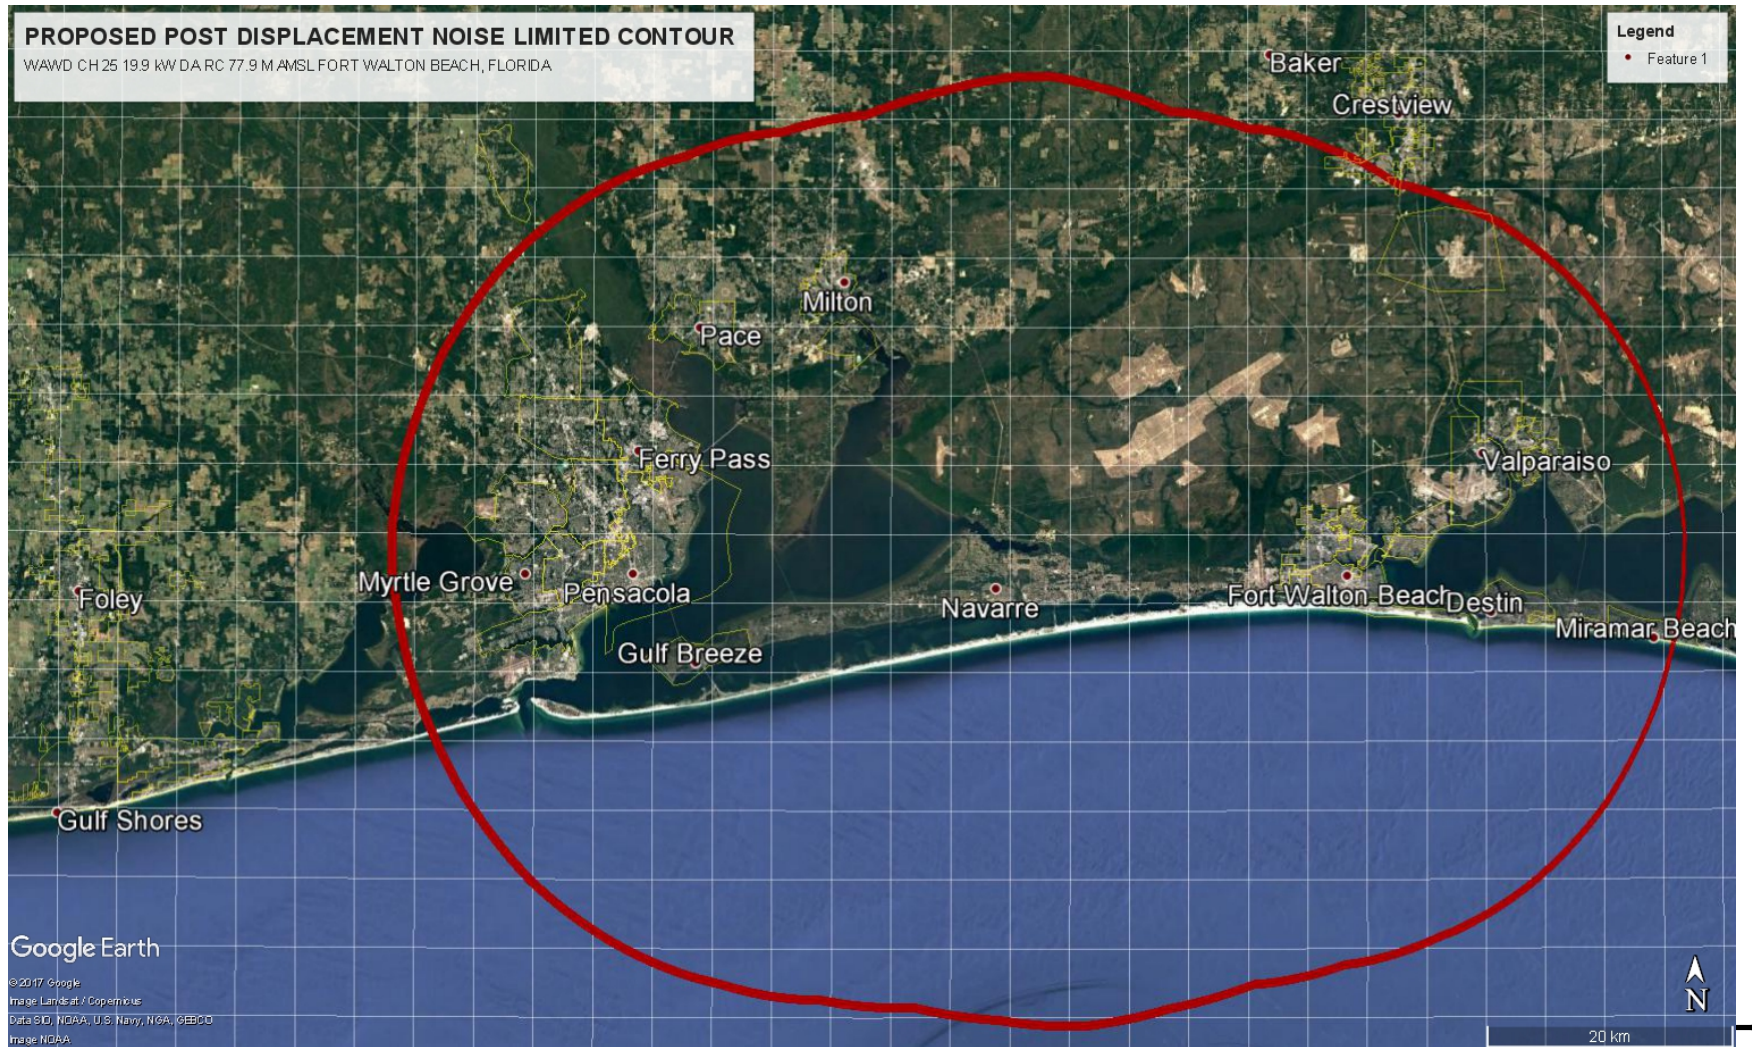 PROPOSED POST DISPLACEMENT NOISE LIMITED CONTOUR
WAWD CH 25 19.9 kW DA RC 77.9 M AMSL FORT WALTON BEACH, FLORIDA
Legend
Feature 1
Baker
Crestview
Milton
Pace
Ferry Pass
Valparaiso
Myrtle Grove
Pensacola
Foley
Navarre
Fort Walton Beach
Destin
Miramar Beach
Gulf Breeze
Gulf Shores
Google Earth
© 2017 Google
Image Landsat / Copernicus
Data SIO, NOAA, U.S. Navy, NGA, GEBCO
Image NOAA
N
20 km